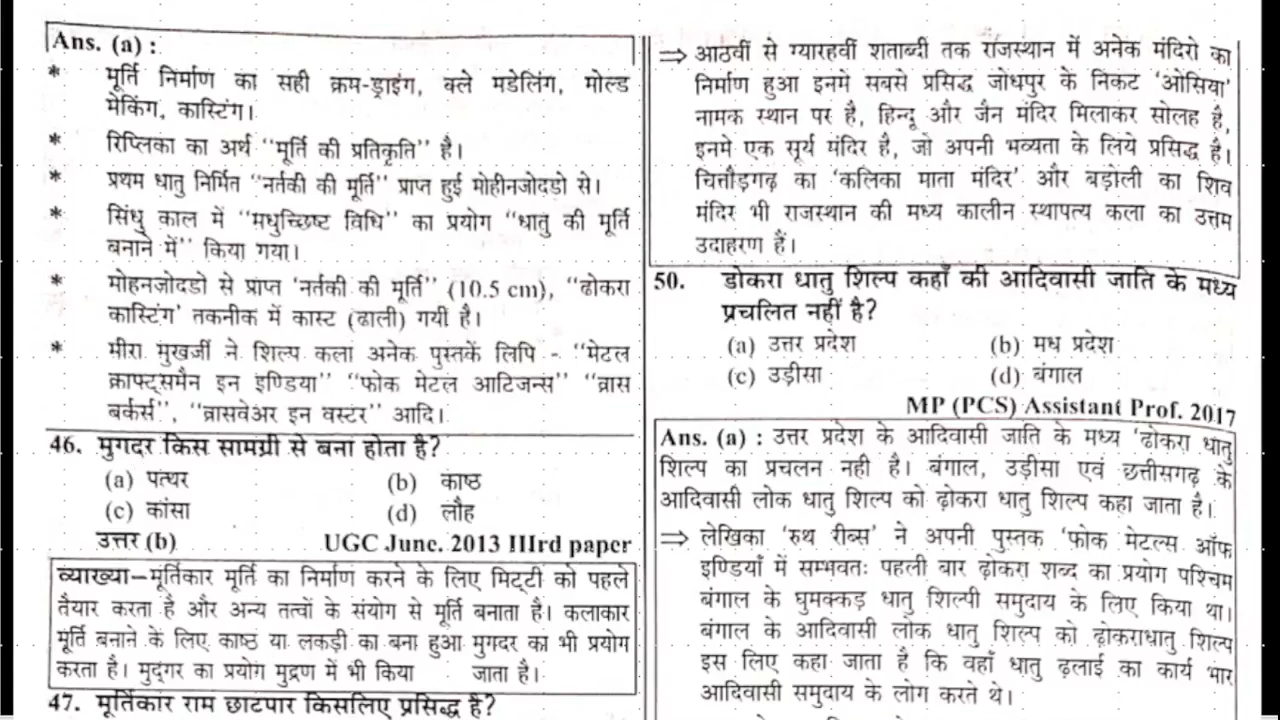 Ans. (a) :
* मूर्ति निर्माण का सही क्रम-ड्राइंग, क्ले मडेलिंग, मोल्ड
मेकिंग, कास्टिंग।
* रिप्लिका का अर्थ "मूर्ति की प्रतिकृति" है।
* प्रथम धातु निर्मित "नर्तकी की मूर्ति" प्राप्त हुई मोहीनजोदडो से।
* सिंधु काल में "मधुच्छिष्ट विधि" का प्रयोग "धातु की मूर्ति
बनाने में" किया गया।
* मोहनज़ोदडो से प्राप्त 'नर्तकी की मूर्ति" (10.5 cm), "ढोकरा
कास्टिंग' तकनीक में कास्ट (ढाली) गयी है।
* मीरा मुखर्जी ने शिल्प कला अनेक पुस्तकें लिपि - "मेटल
क्राफ्ट्समैन इन इण्डिया" "फोक मेटल आटिजन्स" "व्रास
बर्कर्स", "व्रासवेअर इन वस्टर" आदि।
46. मुगदर किस सामग्री से बना होता है?
(a) पत्थर (b) काष्ठ
(c) कांसा (d) लौह
उत्तर (b) UGC June. 2013 IIIrd paper
व्याख्या–मूर्तिकार मूर्ति का निर्माण करने के लिए मिट्टी को पहले
तैयार करता है और अन्य तत्वों के संयोग से मूर्ति बनाता है। कलाकार
मूर्ति बनाने के लिए काष्ठ या लकड़ी का बना हुआ मुगदर का भी प्रयोग
करता है। मुद्गर का प्रयोग मुद्रण में भी किया जाता है।
47. मूर्तिकार राम छाटपार किसलिए प्रसिद्ध है?
⇒ आठवीं से ग्यारहवीं शताब्दी तक राजस्थान में अनेक मंदिरो का
निर्माण हुआ इनमें सबसे प्रसिद्ध जोधपुर के निकट 'ओसिया'
नामक स्थान पर है, हिन्दू और जैन मंदिर मिलाकर सोलह है,
इनमे एक सूर्य मंदिर है, जो अपनी भव्यता के लिये प्रसिद्ध है।
चित्तौड़गढ़ का 'कलिका माता मंदिर' और बड़ोली का शिव
मंदिर भी राजस्थान की मध्य कालीन स्थापत्य कला का उत्तम
उदाहरण हैं।
50. डोकरा धातु शिल्प कहाँ की आदिवासी जाति के मध्य
प्रचलित नहीं है?
(a) उत्तर प्रदेश (b) मध प्रदेश
(c) उड़ीसा (d) बंगाल
MP (PCS) Assistant Prof. 2017
Ans. (a) : उत्तर प्रदेश के आदिवासी जाति के मध्य 'ढोकरा धातु
शिल्प का प्रचलन नही है। बंगाल, उड़ीसा एवं छत्तीसगढ़ के
आदिवासी लोक धातु शिल्प को ढ़ोकरा धातु शिल्प कहा जाता है।
⇒ लेखिका 'रुथ रीब्स' ने अपनी पुस्तक 'फोक मेटल्स ऑफ
इण्डियाँ में सम्भवतः पहली बार ढ़ोकरा शब्द का प्रयोग पश्चिम
बंगाल के घुमक्कड़ धातु शिल्पी समुदाय के लिए किया था।
बंगाल के आदिवासी लोक धातु शिल्प को ढ़ोकराधातु शिल्प
इस लिए कहा जाता है कि वहाँ धातु ढ़लाई का कार्य भार
आदिवासी समुदाय के लोग करते थे।